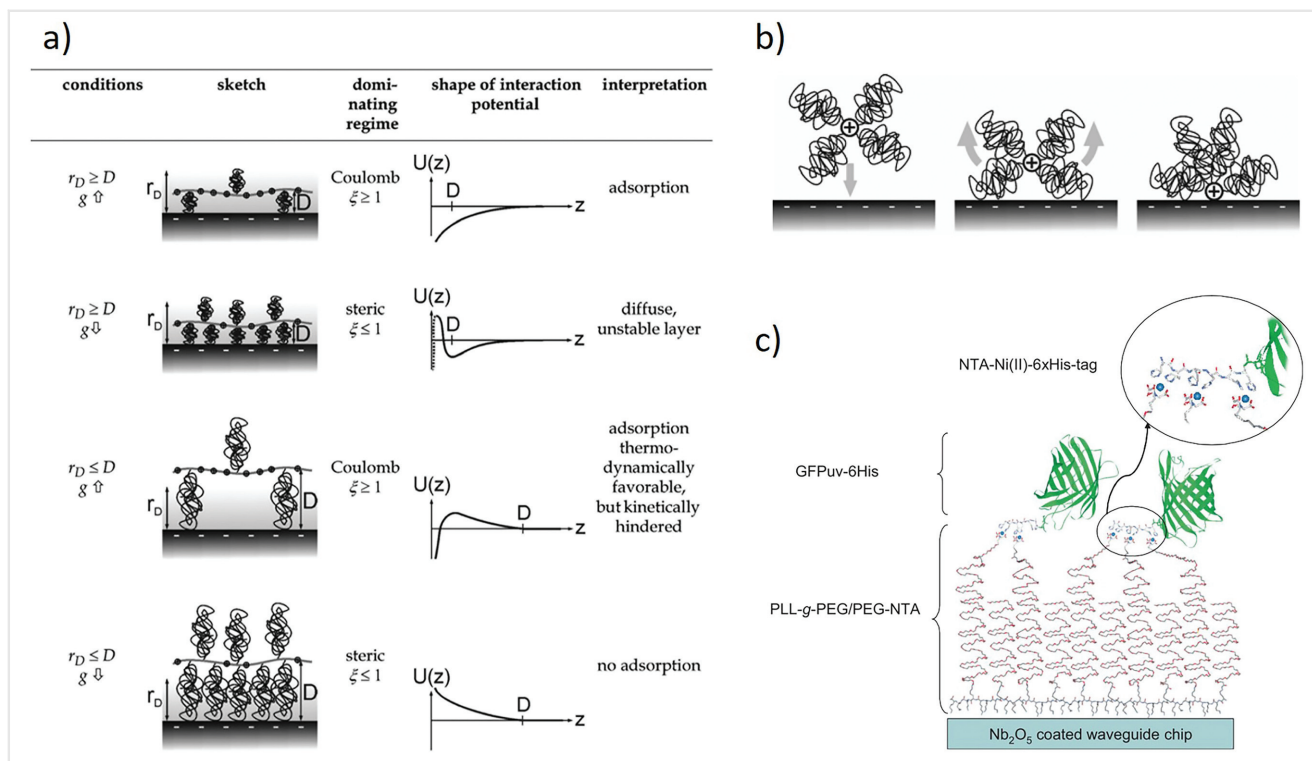 a)
conditions sketch domi- shape of interaction interpretation
nating potential
regime
r_D ≥ D
g ⇧
r_D
D
Coulomb
ξ ≥ 1
U(z)
D
z
adsorption
r_D ≥ D
g ⇩
r_D
D
steric
ξ ≤ 1
U(z)
D
z
diffuse,
unstable layer
r_D ≤ D
g ⇧
r_D
D
Coulomb
ξ ≥ 1
U(z)
D
z
adsorption
thermo-
dynamically
favorable,
but kinetically
hindered
r_D ≤ D
g ⇩
r_D
D
steric
ξ ≤ 1
U(z)
D
z
no adsorption
b)
+
+
+
c)
NTA-Ni(II)-6xHis-tag
GFPuv-6His
PLL-g-PEG/PEG-NTA
Nb₂O₅ coated waveguide chip